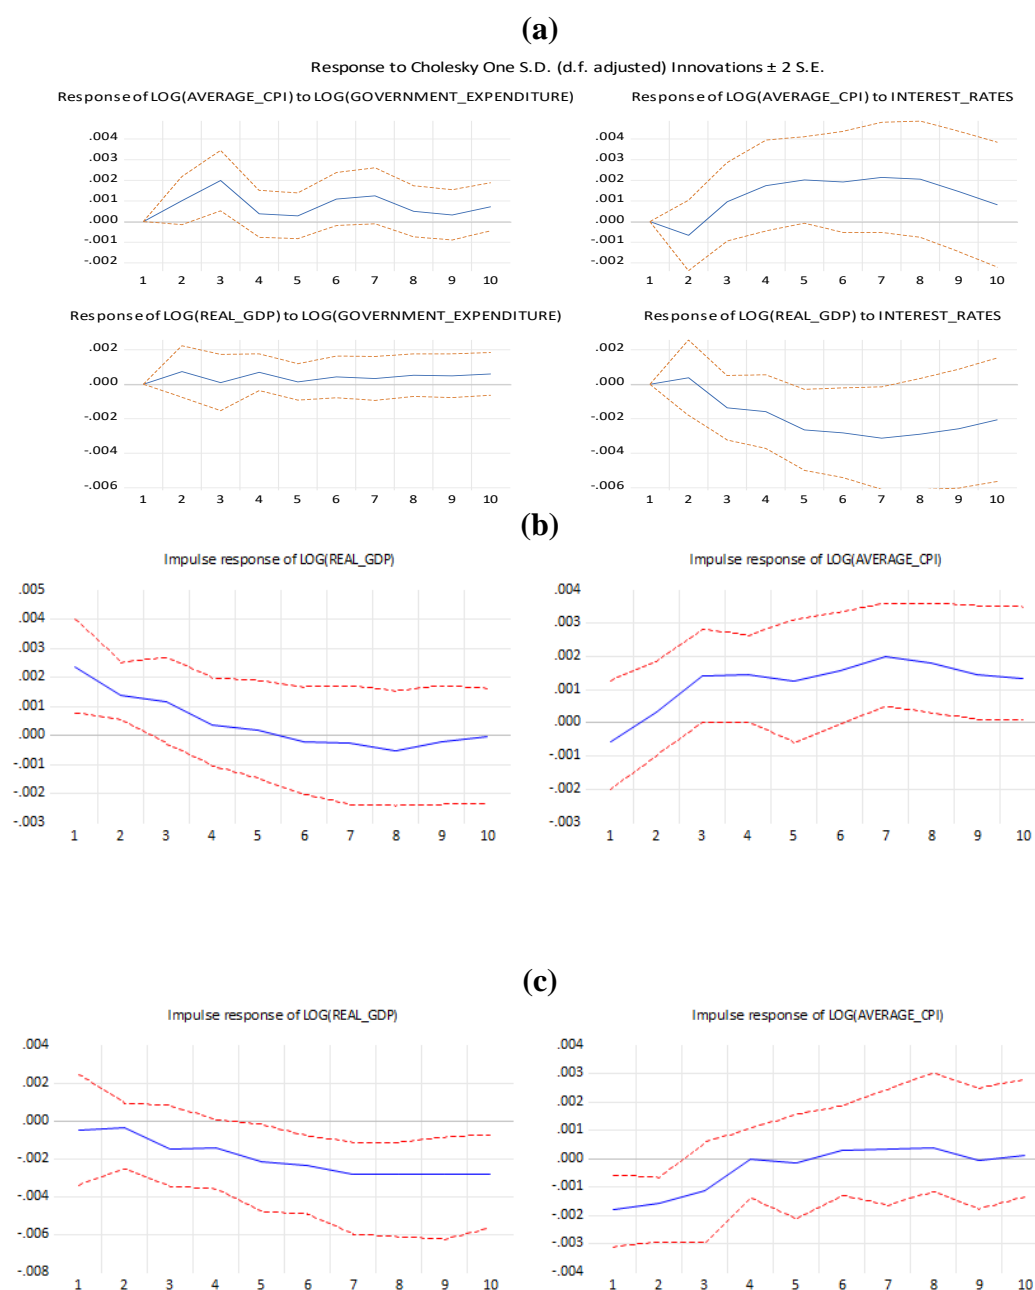 (a)
Response to Cholesky One S.D. (d.f. adjusted) Innovations ± 2 S.E.
Response of LOG(AVERAGE_CPI) to LOG(GOVERNMENT_EXPENDITURE)
.004
.003
.002
.001
.000
-.001
-.002
1 2 3 4 5 6 7 8 9 10
Response of LOG(AVERAGE_CPI) to INTEREST_RATES
.004
.003
.002
.001
.000
-.001
-.002
1 2 3 4 5 6 7 8 9 10
Response of LOG(REAL_GDP) to LOG(GOVERNMENT_EXPENDITURE)
.002
.000
-.002
-.004
-.006
1 2 3 4 5 6 7 8 9 10
Response of LOG(REAL_GDP) to INTEREST_RATES
.002
.000
-.002
-.004
-.006
1 2 3 4 5 6 7 8 9 10
(b)
Impulse response of LOG(REAL_GDP)
.005
.004
.003
.002
.001
.000
-.001
-.002
-.003
1 2 3 4 5 6 7 8 9 10
Impulse response of LOG(AVERAGE_CPI)
.004
.003
.002
.001
.000
-.001
-.002
-.003
1 2 3 4 5 6 7 8 9 10
(c)
Impulse response of LOG(REAL_GDP)
.004
.002
.000
-.002
-.004
-.006
-.008
1 2 3 4 5 6 7 8 9 10
Impulse response of LOG(AVERAGE_CPI)
.004
.003
.002
.001
.000
-.001
-.002
-.003
-.004
1 2 3 4 5 6 7 8 9 10